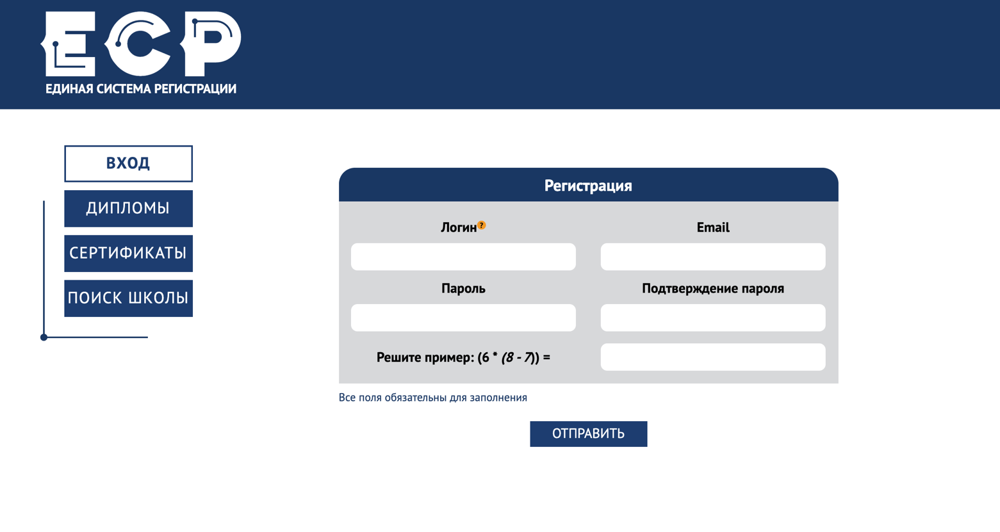 ЕСР
ЕДИНАЯ СИСТЕМА РЕГИСТРАЦИИ
ВХОД
ДИПЛОМЫ
СЕРТИФИКАТЫ
ПОИСК ШКОЛЫ
Регистрация
Логин?
Email
Пароль
Подтверждение пароля
Решите пример: (6 * (8 - 7)) =
Все поля обязательны для заполнения
ОТПРАВИТЬ